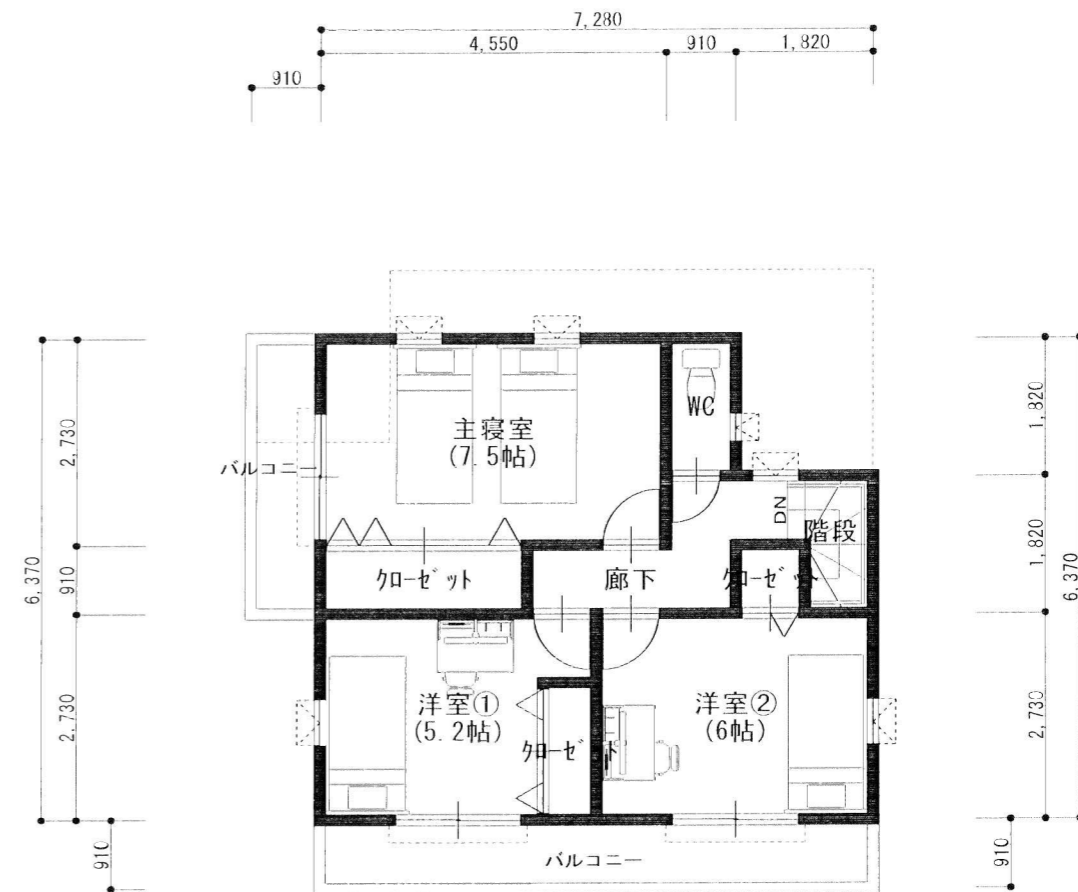 7,280
4,550
910
1,820
910
主寝室
(7.5帖)
WC
バルコニー
DN
階段
クローゼット
廊下
クローゼット
洋室①
(5.2帖)
クローゼット
洋室②
(6帖)
バルコニー
6,370
2,730
910
2,730
910
1,820
1,820
2,730
6,370
910